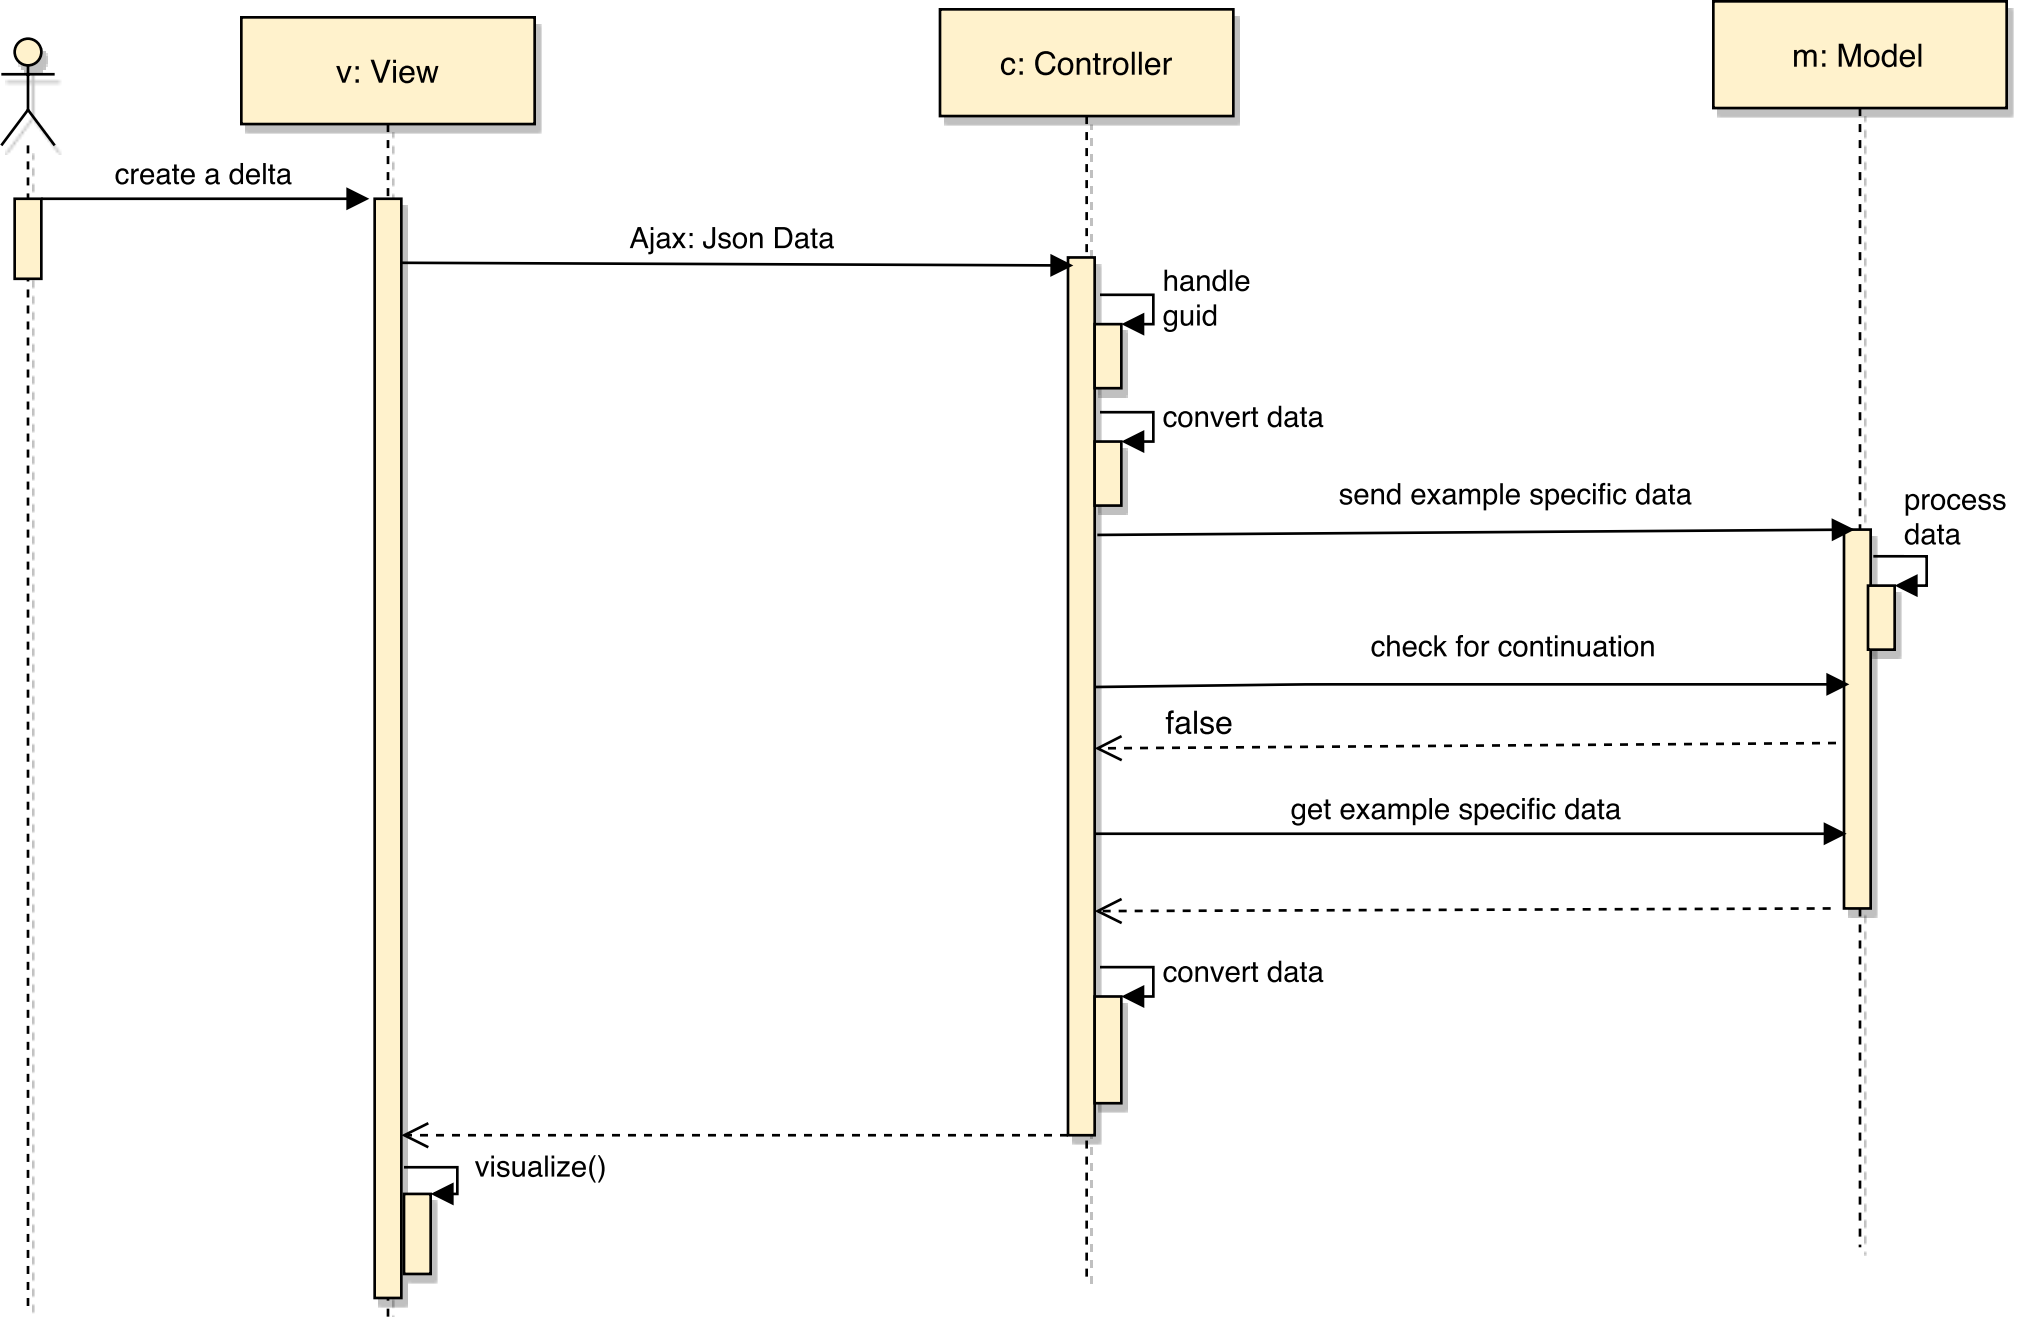 v: View
c: Controller
m: Model
create a delta
Ajax: Json Data
handle
guid
convert data
send example specific data
process
data
check for continuation
false
get example specific data
convert data
visualize()